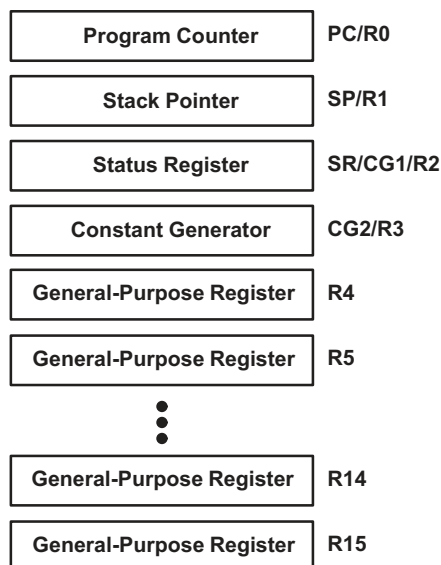 Program Counter PC/R0
Stack Pointer SP/R1
Status Register SR/CG1/R2
Constant Generator CG2/R3
General-Purpose Register R4
General-Purpose Register R5
General-Purpose Register R14
General-Purpose Register R15